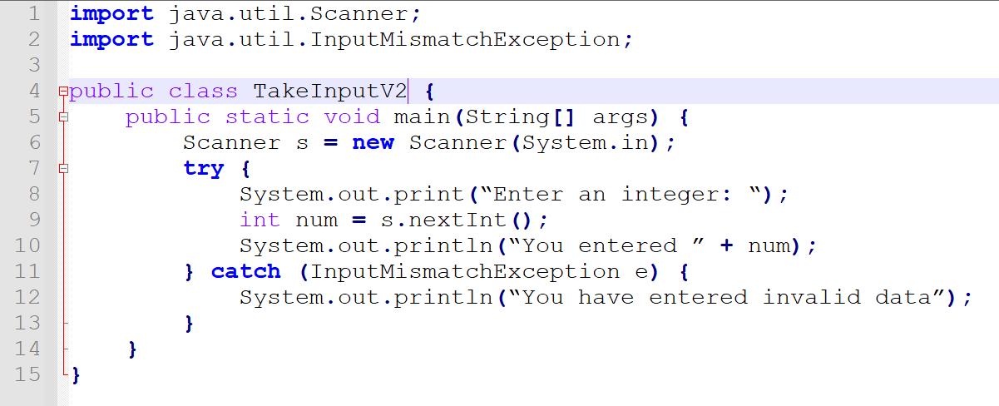 1 import java.util.Scanner;
2 import java.util.InputMismatchException;
3
4 public class TakeInputV2 {
5     public static void main(String[] args) {
6         Scanner s = new Scanner(System.in);
7         try {
8             System.out.print(“Enter an integer: “);
9             int num = s.nextInt();
10             System.out.println(“You entered ” + num);
11         } catch (InputMismatchException e) {
12             System.out.println(“You have entered invalid data”);
13         }
14     }
15 }